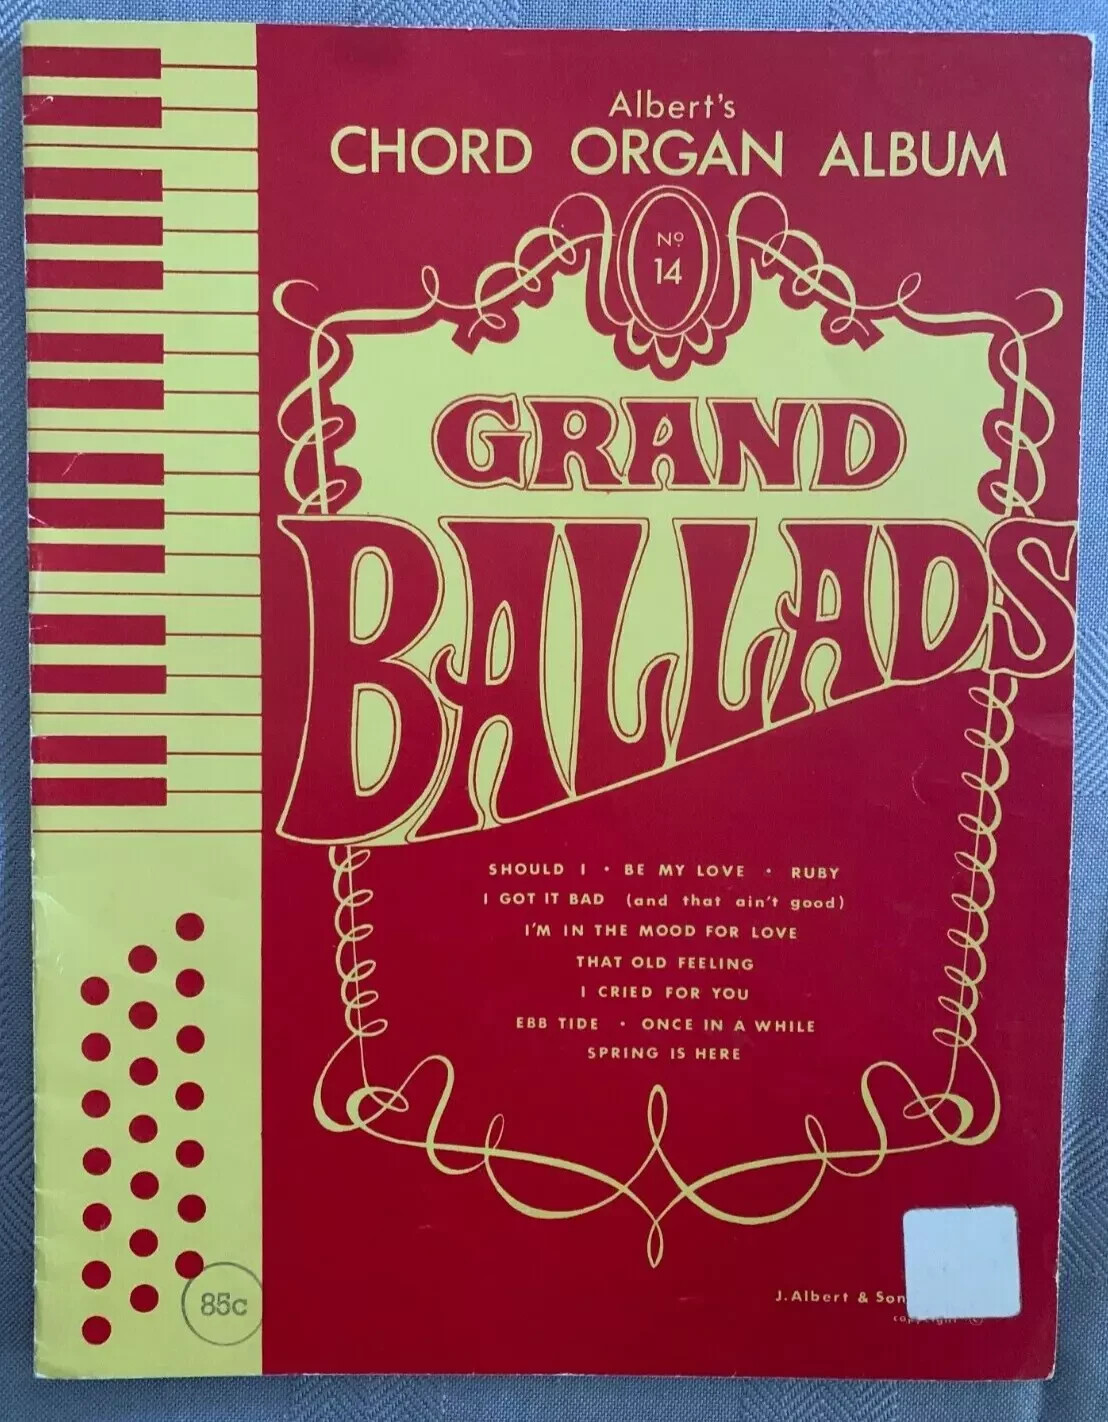 Albert's
CHORD ORGAN ALBUM
Nº
14
GRAND
BALLADS
SHOULD I • BE MY LOVE • RUBY
I GOT IT BAD (and that ain't good)
I'M IN THE MOOD FOR LOVE
THAT OLD FEELING
I CRIED FOR YOU
EBB TIDE • ONCE IN A WHILE
SPRING IS HERE
85c
J. Albert & Son
copyright ©